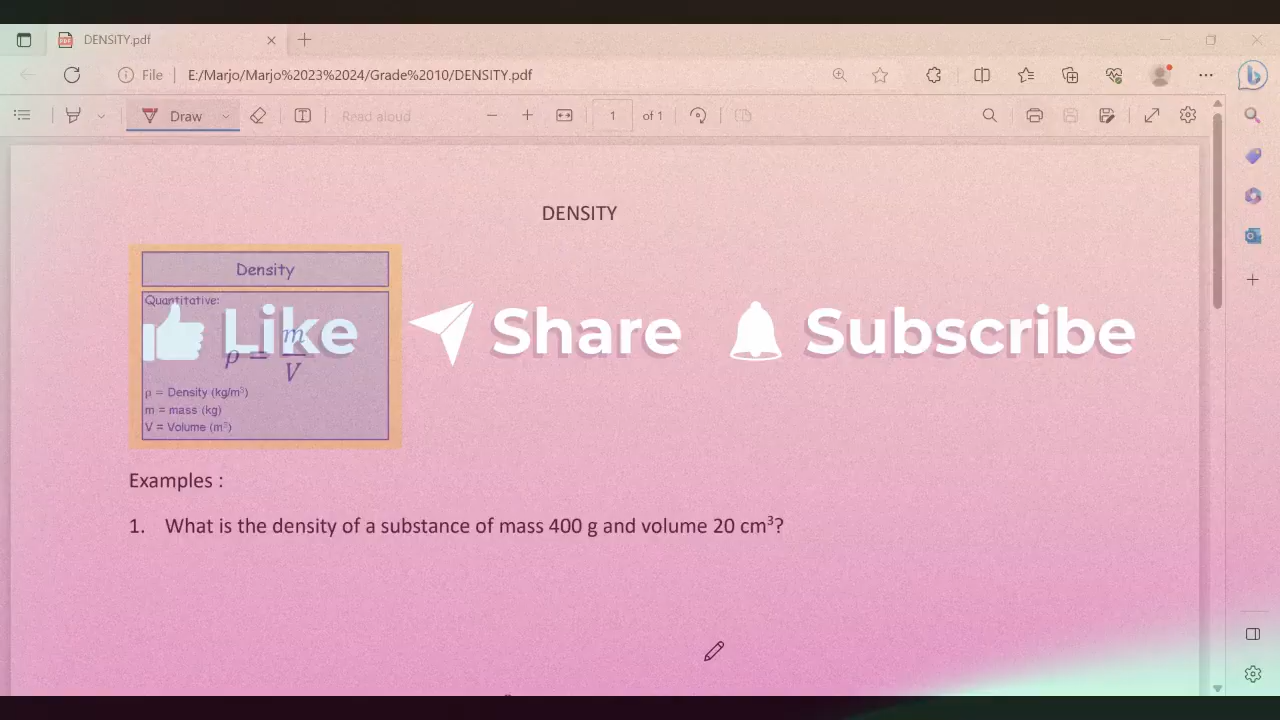 DENSITY.pdf
File
E:/Marjo/Marjo%2023%2024/Grade%2010/DENSITY.pdf
Draw
Read aloud
1
of 1
DENSITY
Density
Quantitative:
Like
Share
Subscribe
ρ = m/V
ρ = Density (kg/m³)
m = mass (kg)
V = Volume (m³)
Examples :
1. What is the density of a substance of mass 400 g and volume 20 cm³?